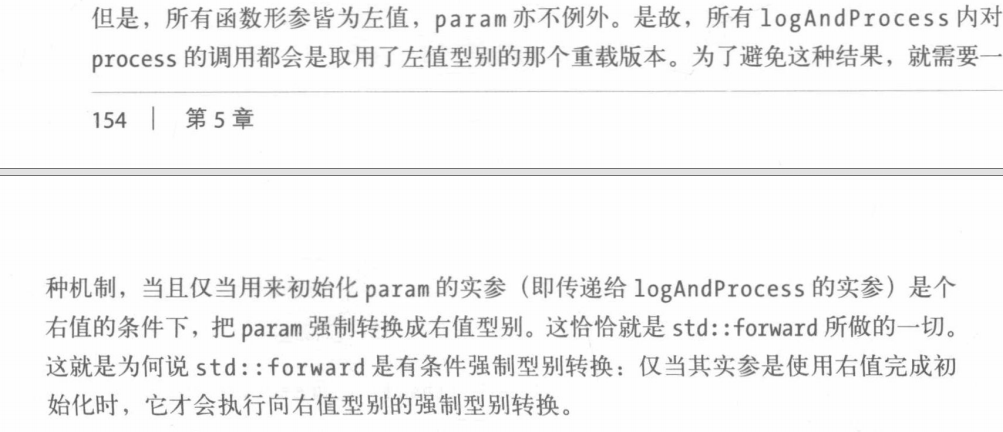 但是，所有函数形参皆为左值，param 亦不例外。是故，所有 logAndProcess 内对
process 的调用都会是取用了左值型别的那个重载版本。为了避免这种结果，就需要一
154 | 第 5 章
种机制，当且仅当用来初始化 param 的实参（即传递给 logAndProcess 的实参）是个
右值的条件下，把 param 强制转换成右值型别。这恰恰就是 std::forward 所做的一切。
这就是为何说 std::forward 是有条件强制型别转换：仅当其实参是使用右值完成初
始化时，它才会执行向右值型别的强制型别转换。